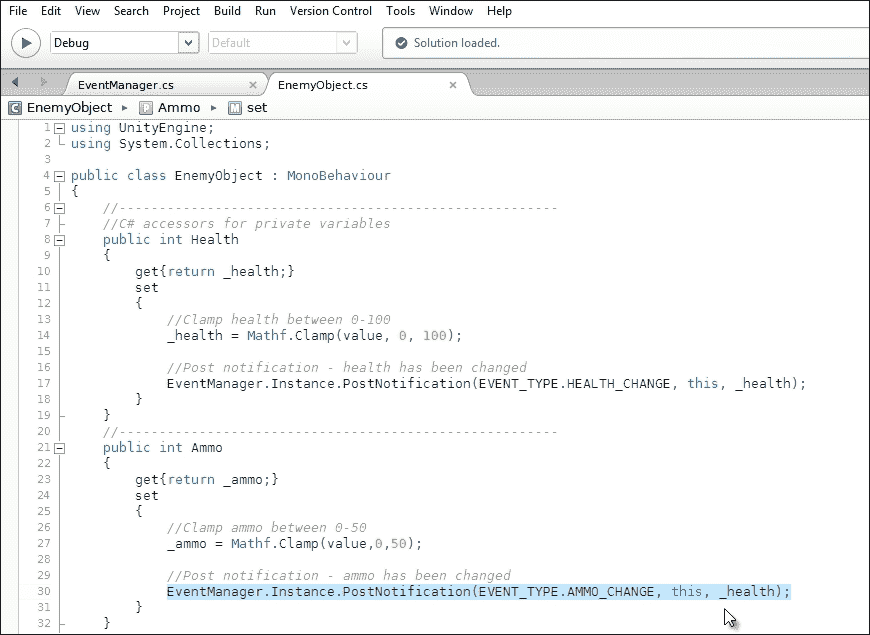 File Edit View Search Project Build Run Version Control Tools Window Help
Debug Default Solution loaded.
EventManager.cs × EnemyObject.cs ×
EnemyObject ▸ Ammo ▸ set
1 using UnityEngine;
2 using System.Collections;
3
4 public class EnemyObject : MonoBehaviour
5 {
6 //-------------------------------------------------------
7 //C# accessors for private variables
8 public int Health
9 {
10 get{return _health;}
11 set
12 {
13 //Clamp health between 0-100
14 _health = Mathf.Clamp(value, 0, 100);
15
16 //Post notification - health has been changed
17 EventManager.Instance.PostNotification(EVENT_TYPE.HEALTH_CHANGE, this, _health);
18 }
19 }
20 //-------------------------------------------------------
21 public int Ammo
22 {
23 get{return _ammo;}
24 set
25 {
26 //Clamp ammo between 0-50
27 _ammo = Mathf.Clamp(value,0,50);
28
29 //Post notification - ammo has been changed
30 EventManager.Instance.PostNotification(EVENT_TYPE.AMMO_CHANGE, this, _health);
31 }
32 }